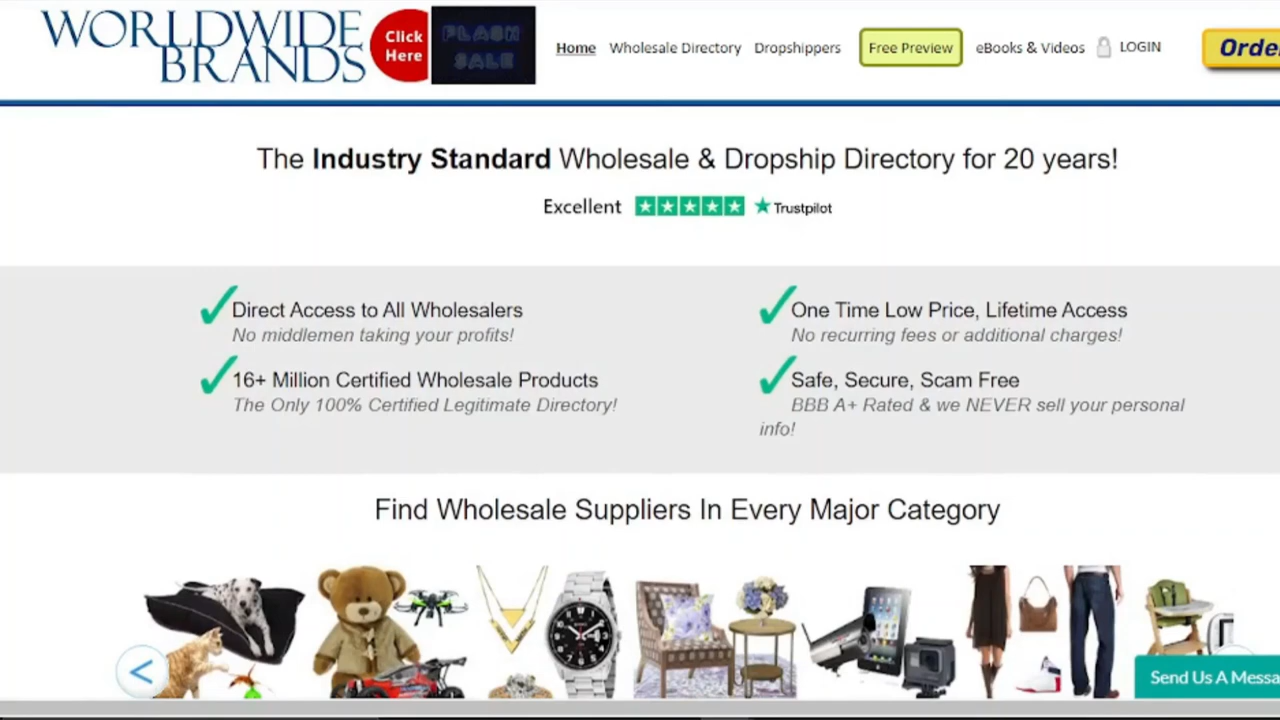 WORLDWIDE
BRANDS
Click
Here
FLASH
SALE
Home Wholesale Directory Dropshippers Free Preview eBooks & Videos LOGIN
The Industry Standard Wholesale & Dropship Directory for 20 years!
Excellent Trustpilot
Direct Access to All Wholesalers
No middlemen taking your profits!
16+ Million Certified Wholesale Products
The Only 100% Certified Legitimate Directory!
One Time Low Price, Lifetime Access
No recurring fees or additional charges!
Safe, Secure, Scam Free
BBB A+ Rated & we NEVER sell your personal
info!
Find Wholesale Suppliers In Every Major Category
Send Us A